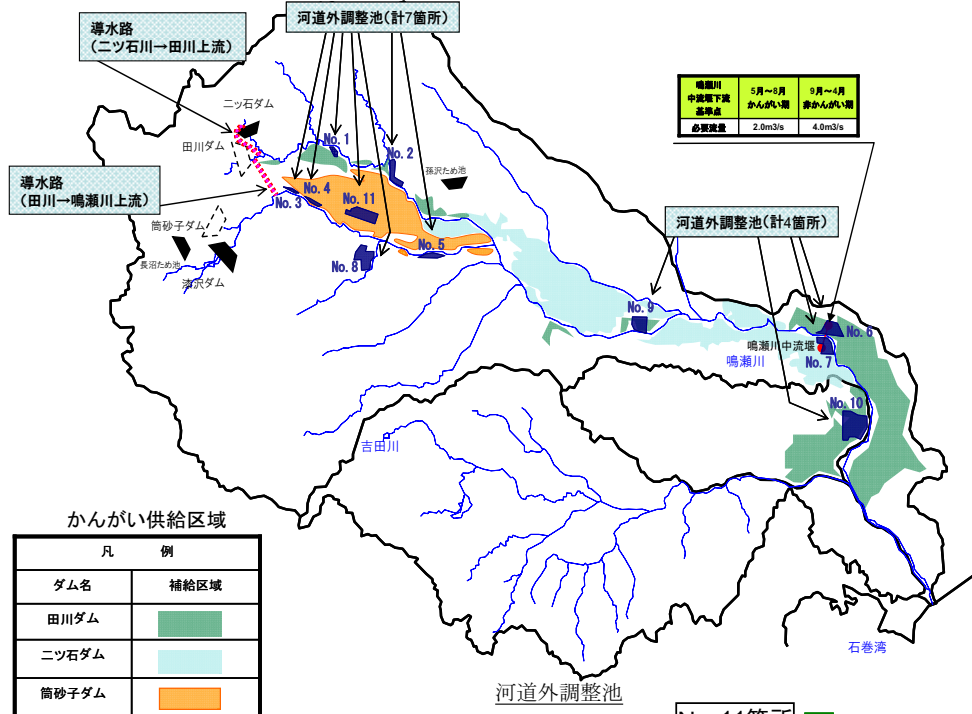 導水路
（二ツ石川→田川上流）
河道外調整池（計7箇所）
鳴瀬川
中流堰下流
基準点
5月～8月
かんがい期
9月～4月
非かんがい期
必要流量
2.0m3/s
4.0m3/s
二ッ石ダム
田川ダム
No.1
No.2
孫沢ため池
導水路
（田川→鳴瀬川上流）
No.3
No.4
No.11
筒砂子ダム
長沼ため池
漆沢ダム
No.8
No.5
河道外調整池（計4箇所）
No.9
No.6
鳴瀬川中流堰
鳴瀬川
No.7
No.10
吉田川
かんがい供給区域
凡 例
ダム名
補給区域
田川ダム
二ツ石ダム
筒砂子ダム
石巻湾
河道外調整池